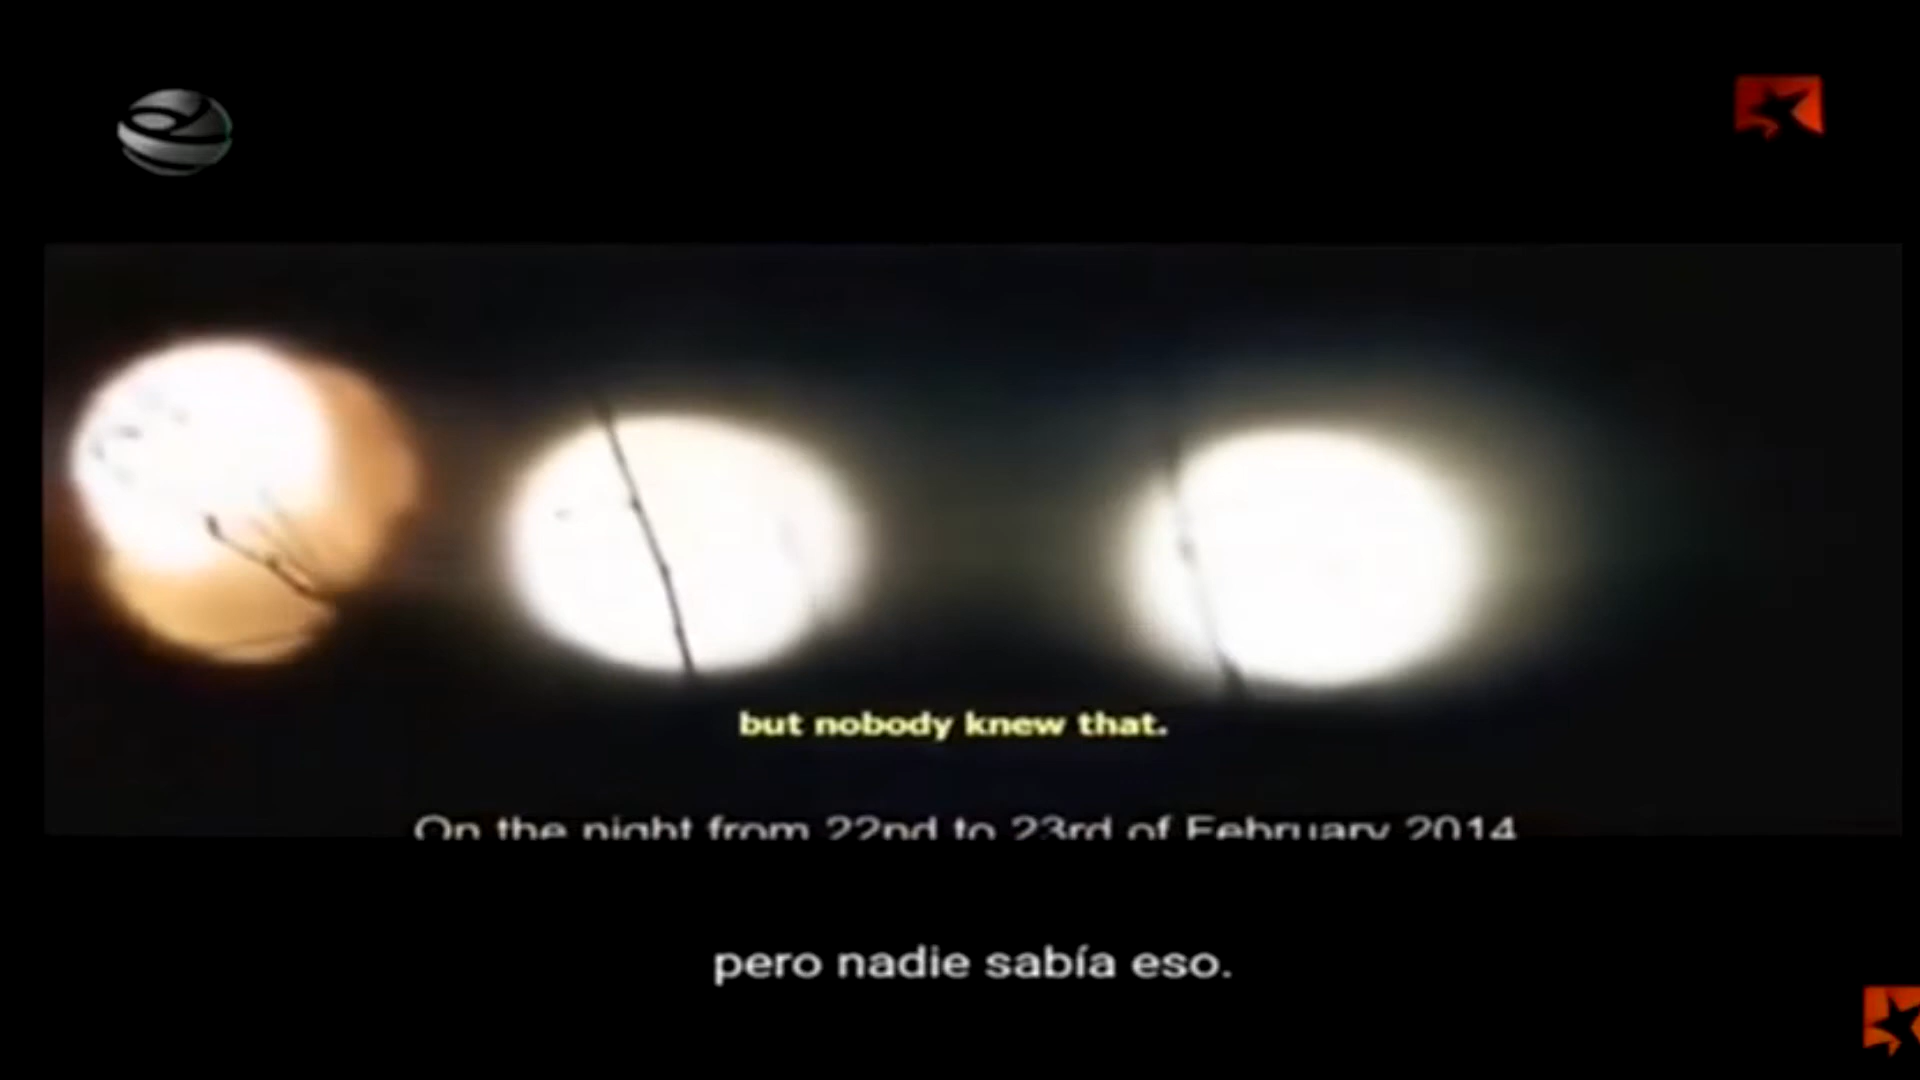 but nobody knew that.
On the night from 22nd to 23rd of February 2014
pero nadie sabía eso.